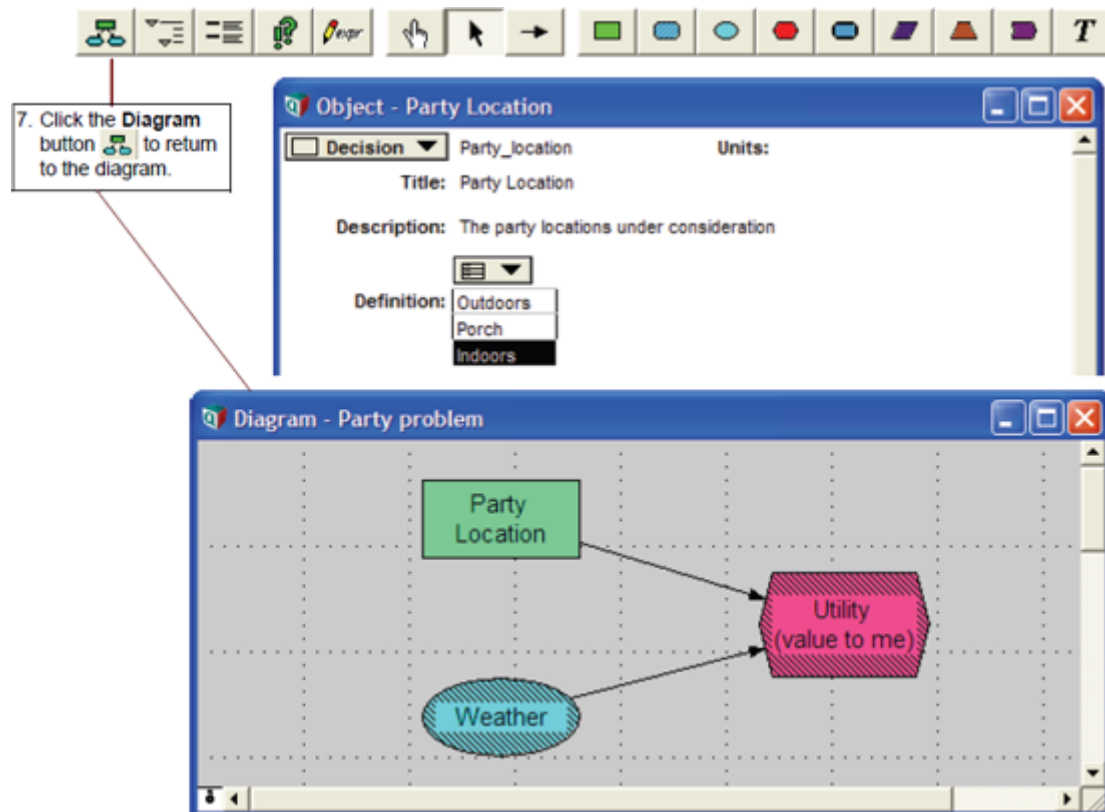 expr
T
7. Click the Diagram
button to return
to the diagram.
Object - Party Location
Decision Party_location Units:
Title: Party Location
Description: The party locations under consideration
Definition: Outdoors
Porch
Indoors
Diagram - Party problem
Party
Location
Utility
(value to me)
Weather